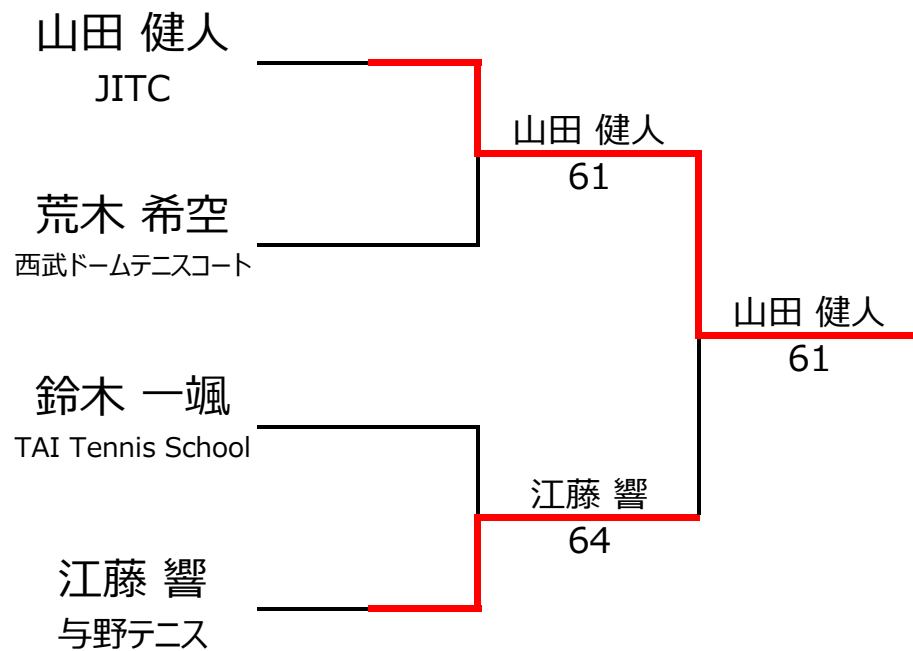 山田 健人
JITC
山田 健人
61
荒木 希空
西武ドームテニスコート
山田 健人
61
鈴木 一颯
TAI Tennis School
江藤 響
64
江藤 響
与野テニス